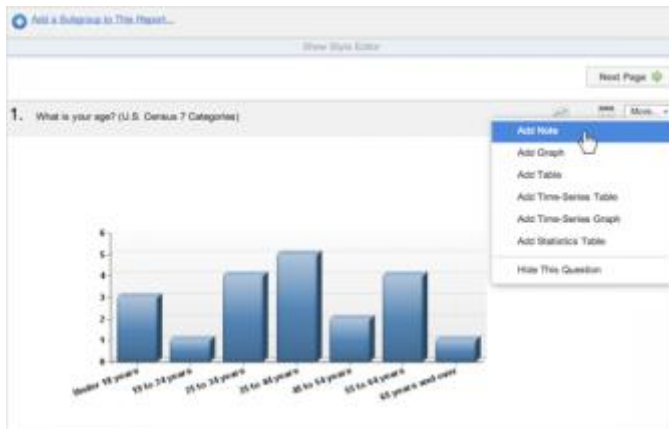 Add a Subgroup to This Report...
Show Style Editor
Next Page
1. What is your age? (U.S. Census 7 Categories)
More...
Add Note
Add Graph
Add Table
Add Time-Series Table
Add Time-Series Graph
Add Statistics Table
Hide This Question
6
5
4
3
2
1
0
Under 18 years
18 to 24 years
25 to 34 years
35 to 44 years
45 to 54 years
55 to 64 years
65 years and over